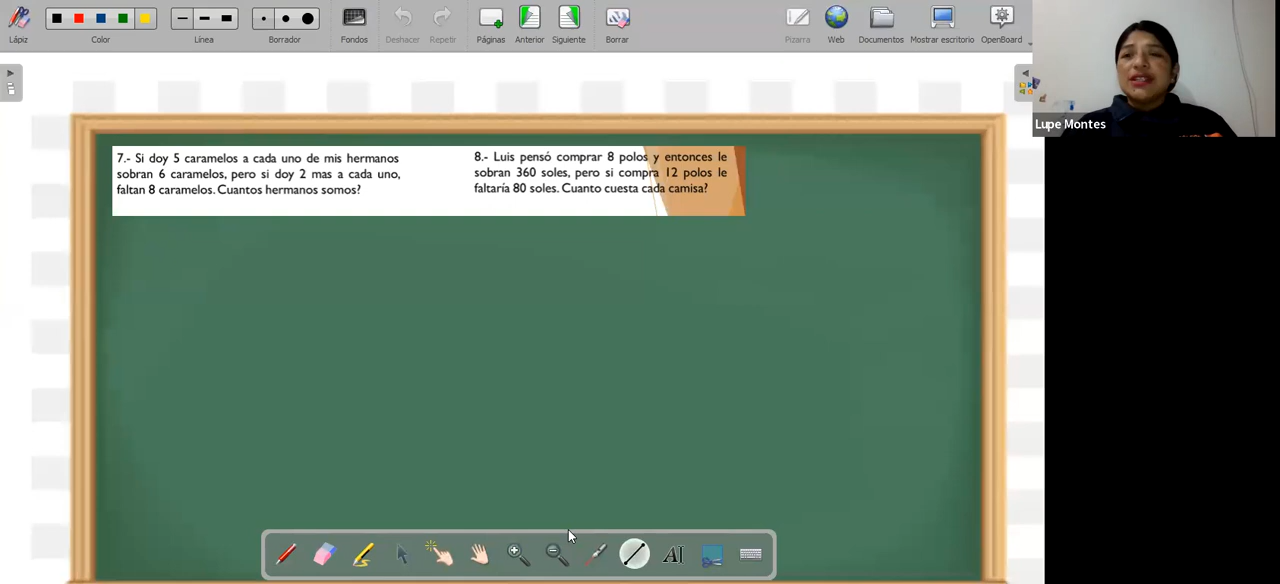 Lápiz
Color
Línea
Borrador
Fondos
Deshacer
Repetir
Páginas
Anterior
Siguiente
Borrar
Pizarra
Web
Documentos
Mostrar escritorio
OpenBoard
Lupe Montes
7.- Si doy 5 caramelos a cada uno de mis hermanos
sobran 6 caramelos, pero si doy 2 mas a cada uno,
faltan 8 caramelos. Cuantos hermanos somos?
8.- Luis pensó comprar 8 polos y entonces le
sobran 360 soles, pero si compra 12 polos le
faltaría 80 soles. Cuanto cuesta cada camisa?
AI